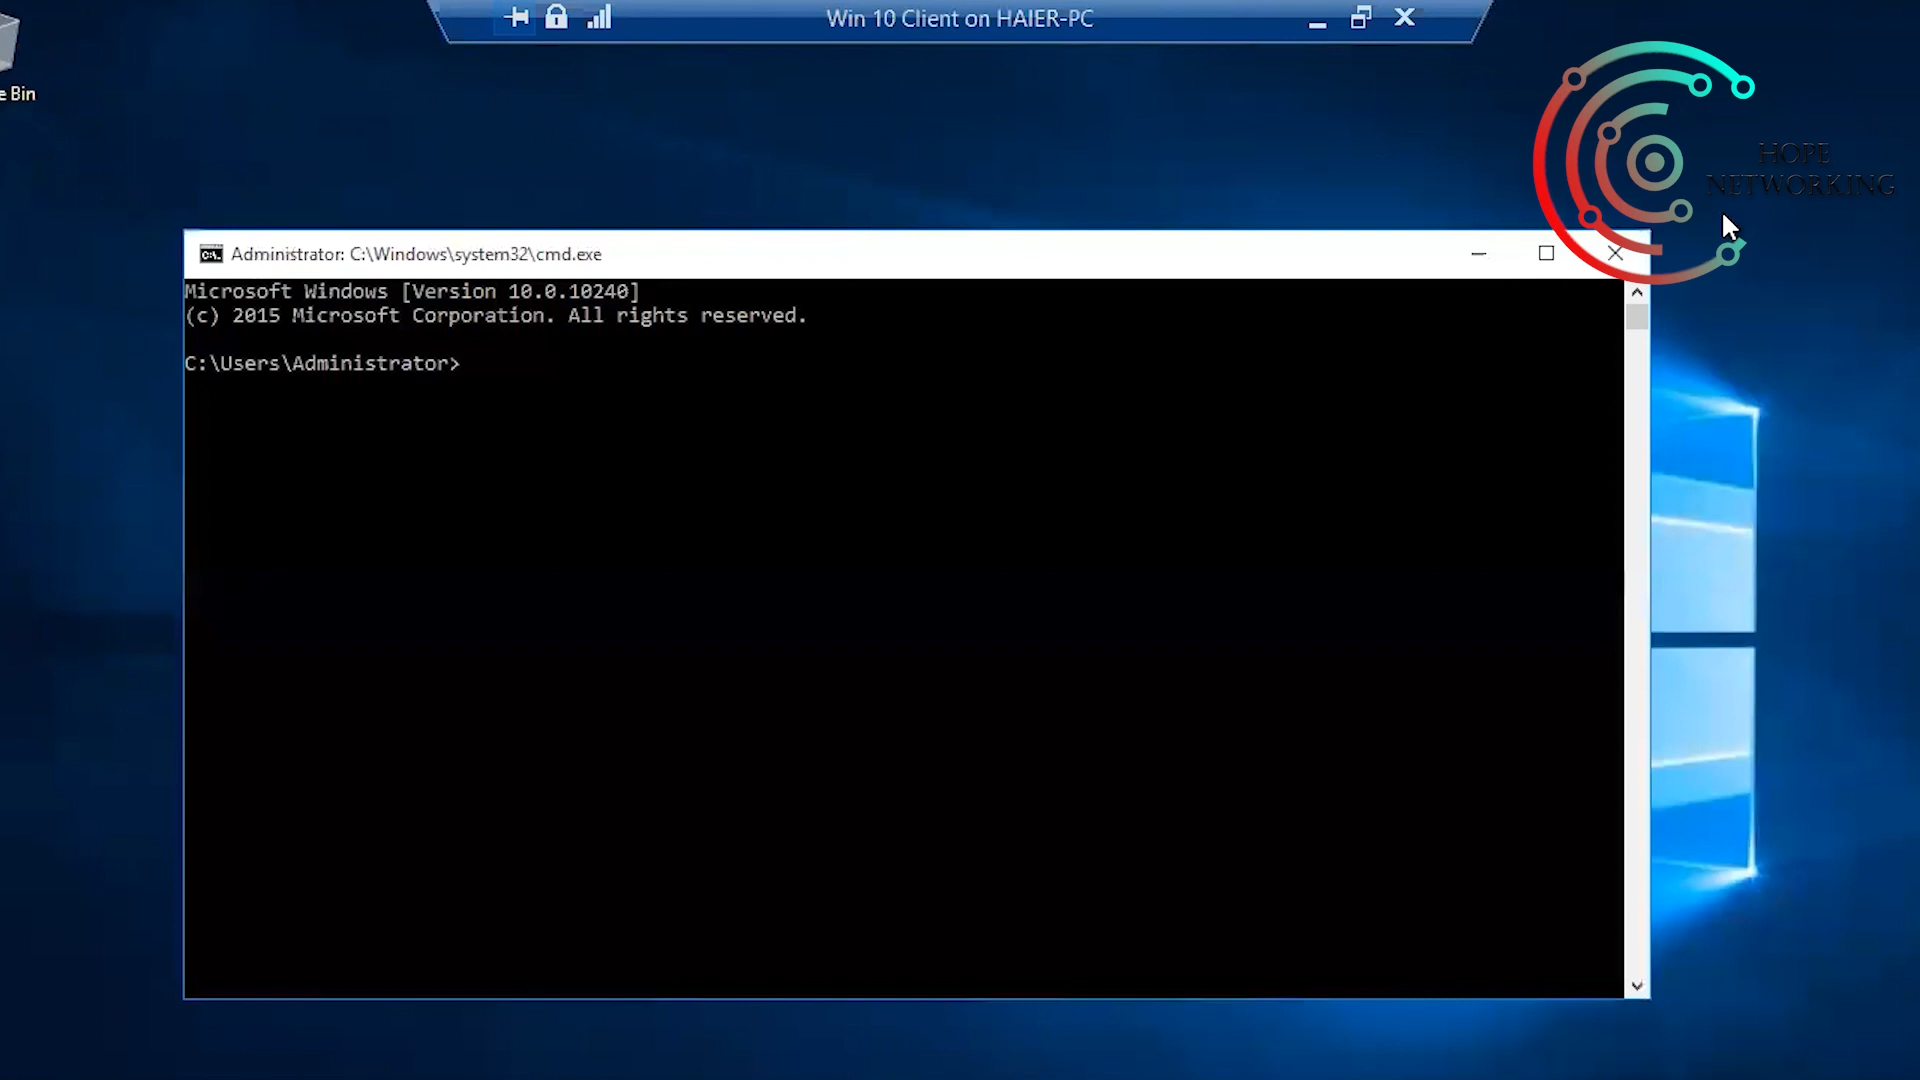 Win 10 Client on HAIER-PC
e Bin
HOPE
NETWORKING
Administrator: C:\Windows\system32\cmd.exe
Microsoft Windows [Version 10.0.10240]
(c) 2015 Microsoft Corporation. All rights reserved.
C:\Users\Administrator>